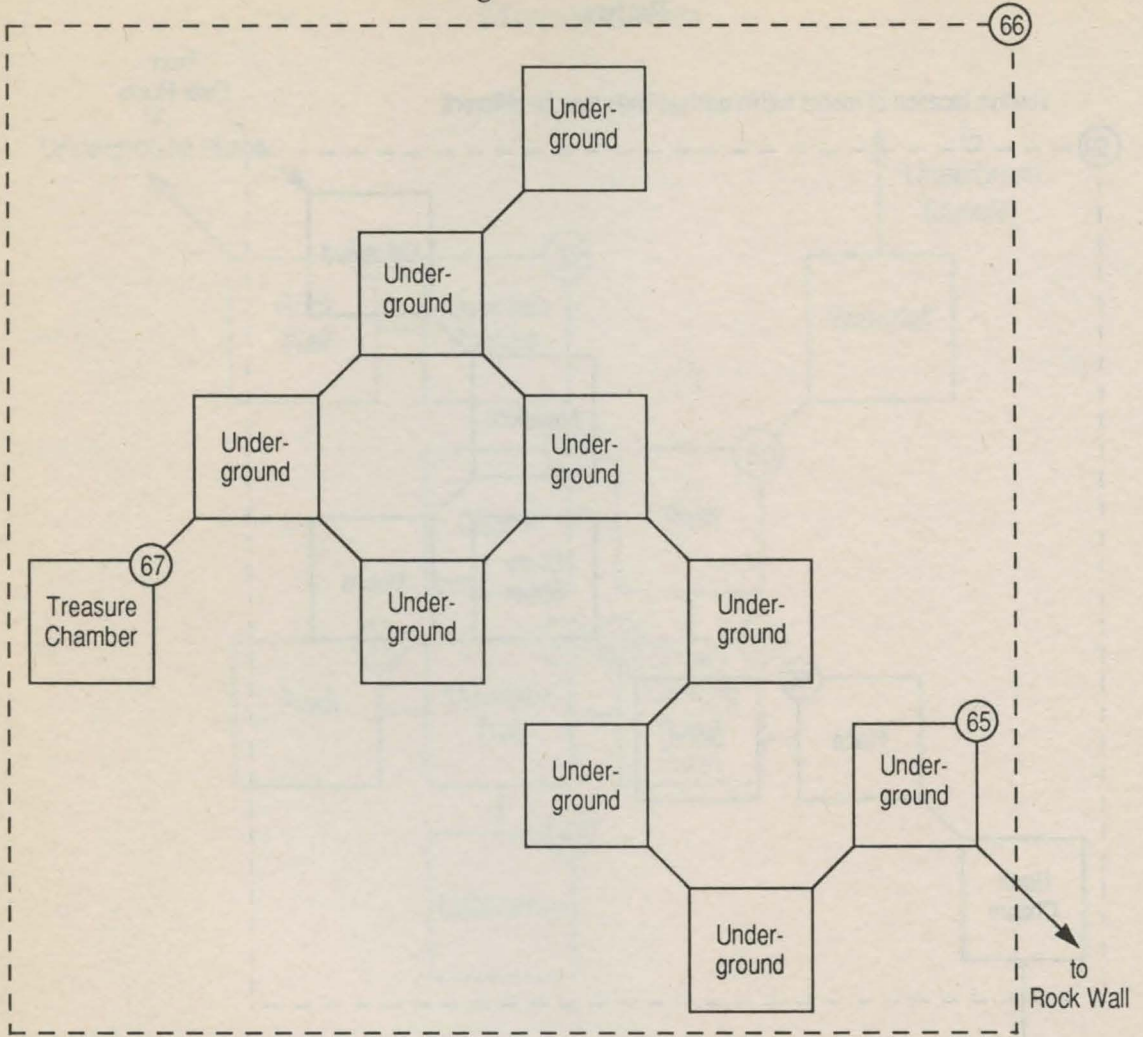 66
Under-
ground
Under-
ground
Under-
ground
Under-
ground
67
Treasure
Chamber
Under-
ground
Under-
ground
65
Under-
ground
Under-
ground
Under-
ground
to
Rock Wall